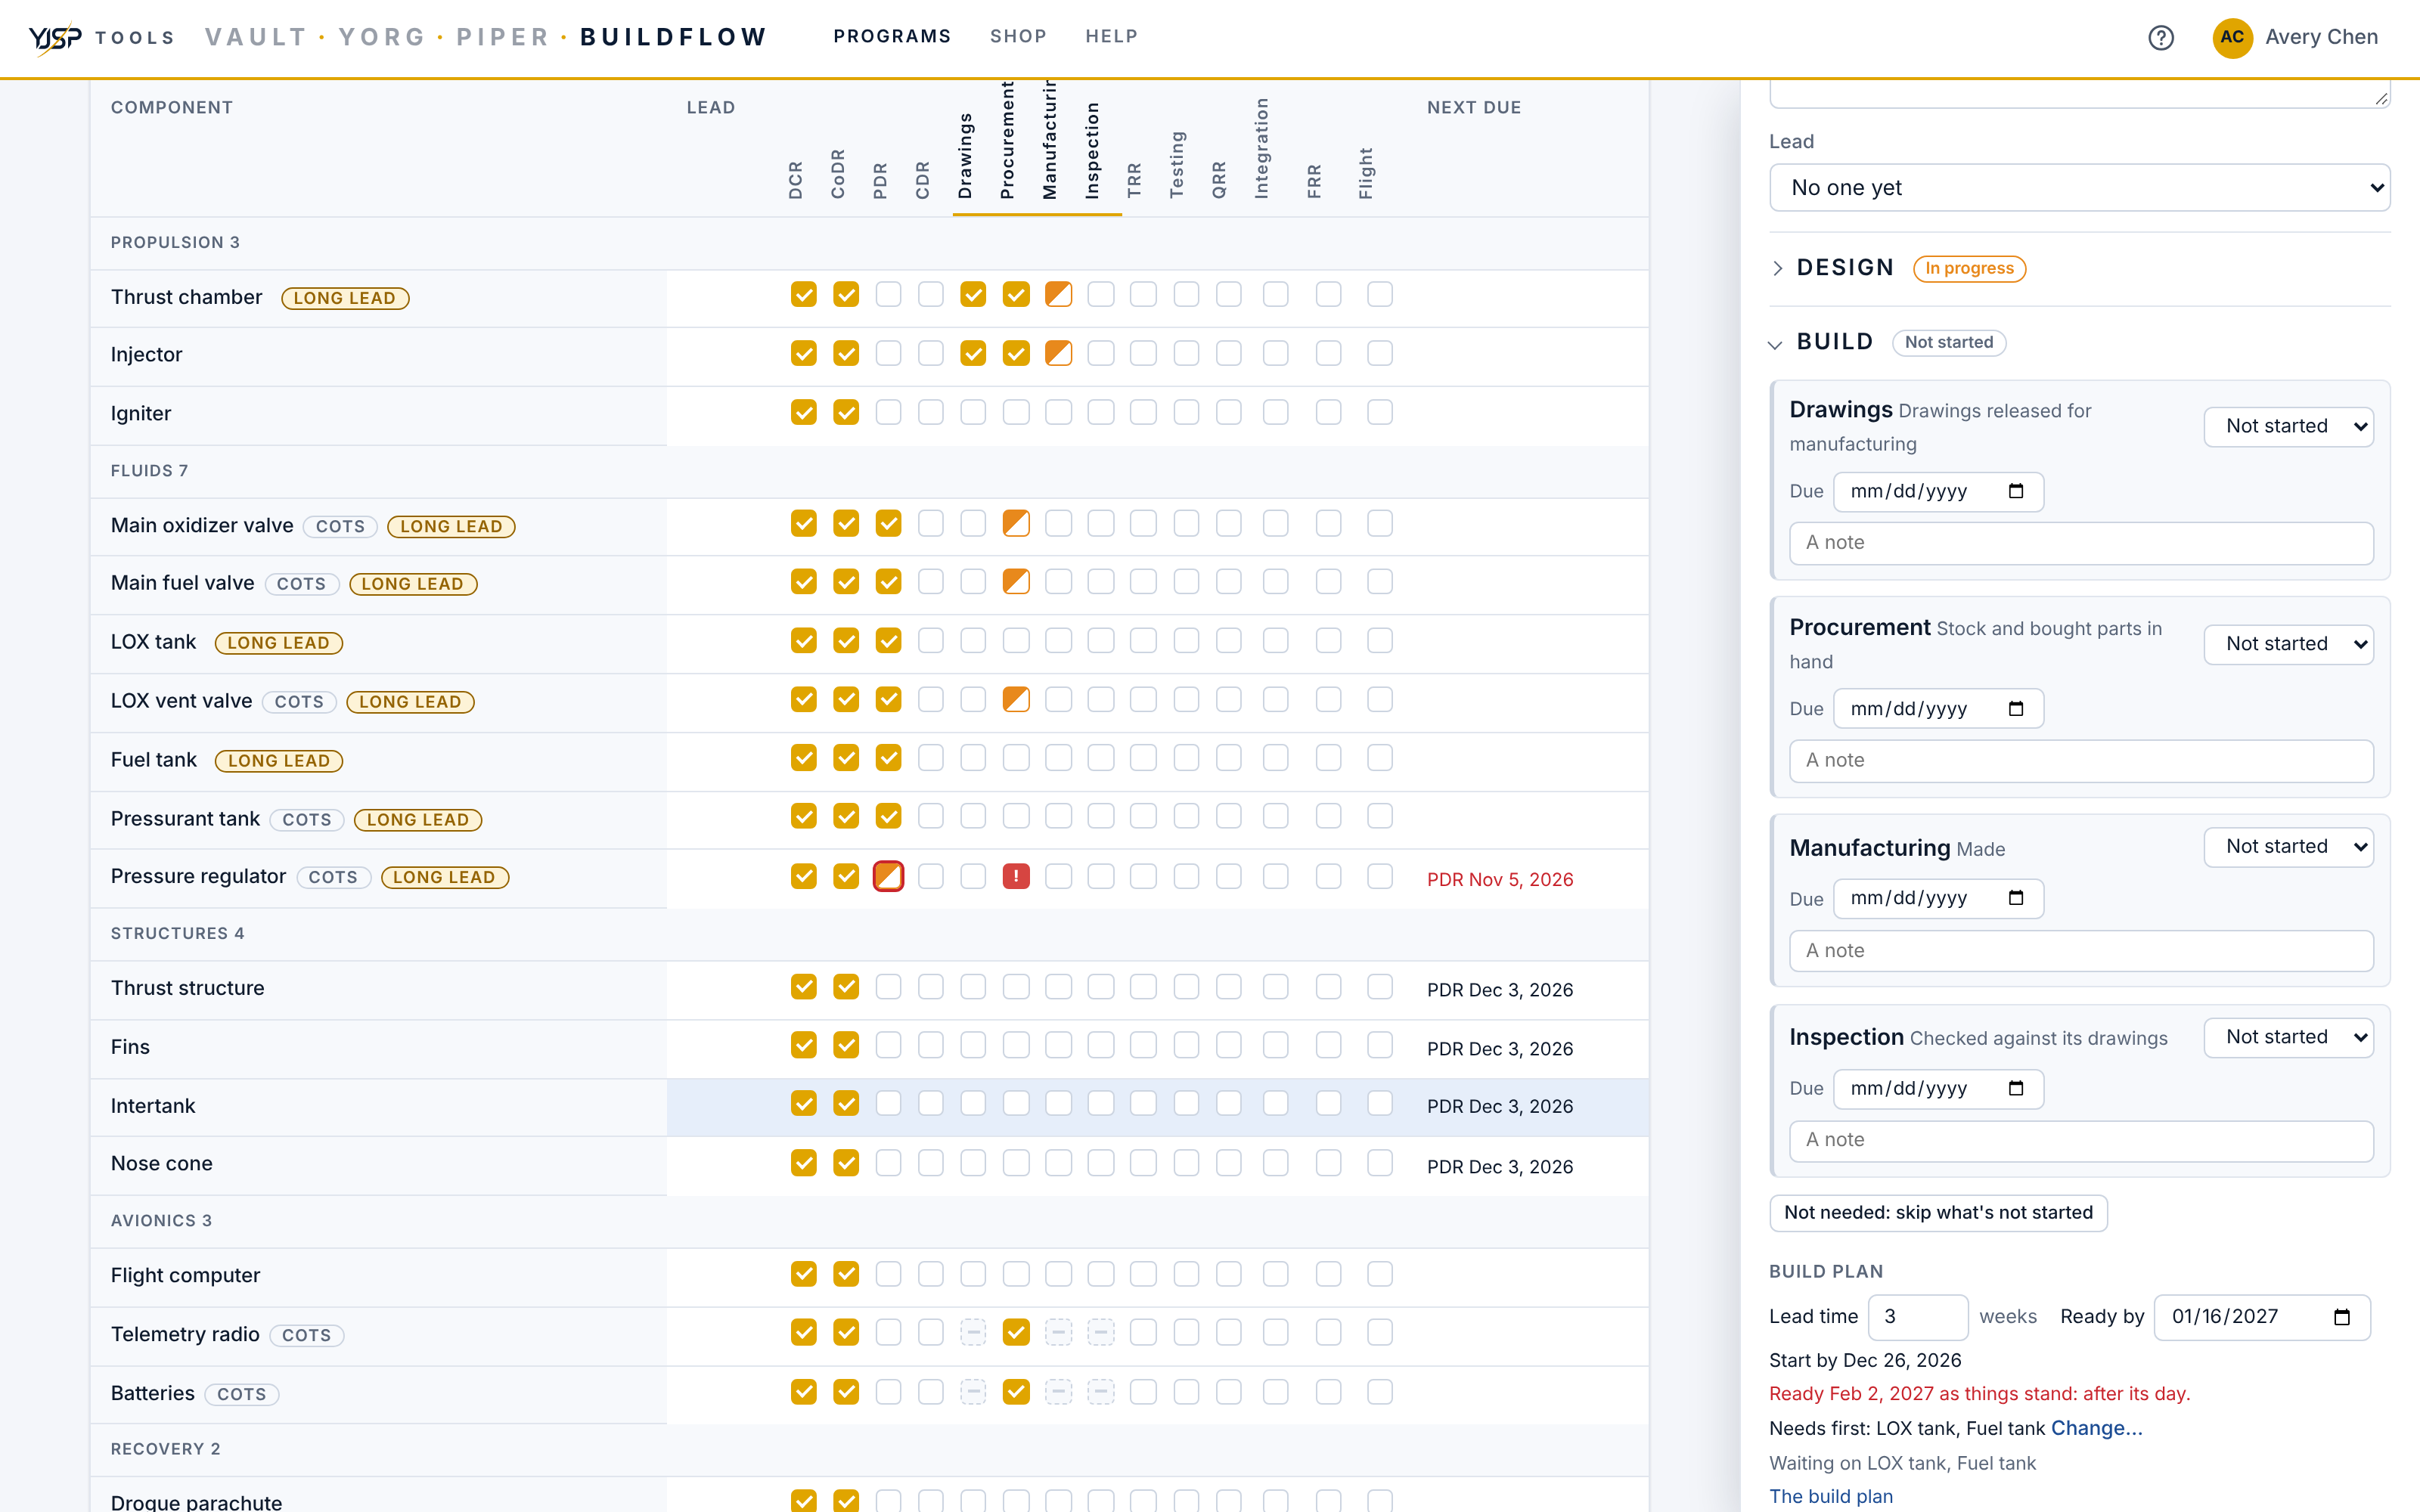 YJSP TOOLS VAULT · YORG · PIPER · BUILDFLOW PROGRAMS SHOP HELP ? AC Avery Chen
COMPONENT LEAD DCR CoDR PDR CDR Drawings Procurement Manufacturin Inspection TRR Testing QRR Integration FRR Flight NEXT DUE
PROPULSION 3
Thrust chamber LONG LEAD
Injector
Igniter
FLUIDS 7
Main oxidizer valve COTS LONG LEAD
Main fuel valve COTS LONG LEAD
LOX tank LONG LEAD
LOX vent valve COTS LONG LEAD
Fuel tank LONG LEAD
Pressurant tank COTS LONG LEAD
Pressure regulator COTS LONG LEAD ! PDR Nov 5, 2026
STRUCTURES 4
Thrust structure PDR Dec 3, 2026
Fins PDR Dec 3, 2026
Intertank PDR Dec 3, 2026
Nose cone PDR Dec 3, 2026
AVIONICS 3
Flight computer
Telemetry radio COTS
Batteries COTS
RECOVERY 2
Drogue parachute
Lead
No one yet
DESIGN In progress
BUILD Not started
Drawings Drawings released for
manufacturing
Not started
Due mm/dd/yyyy
A note
Procurement Stock and bought parts in
hand
Not started
Due mm/dd/yyyy
A note
Manufacturing Made Not started
Due mm/dd/yyyy
A note
Inspection Checked against its drawings Not started
Due mm/dd/yyyy
A note
Not needed: skip what's not started
BUILD PLAN
Lead time 3 weeks Ready by 01/16/2027
Start by Dec 26, 2026
Ready Feb 2, 2027 as things stand: after its day.
Needs first: LOX tank, Fuel tank Change...
Waiting on LOX tank, Fuel tank
The build plan